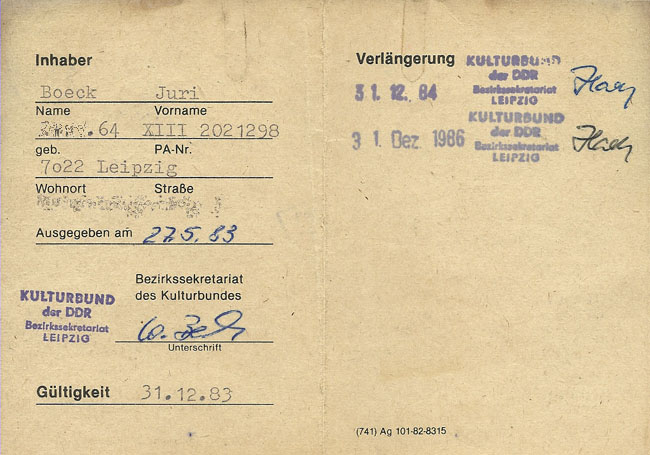 Inhaber
Boeck Juri
Name Vorname
.64 XIII 2021298
geb. PA-Nr.
7o22 Leipzig
Wohnort Straße
Ausgegeben am 27.5.83
Bezirkssekretariat
des Kulturbundes
KULTURBUND
der DDR
Bezirkssekretariat
LEIPZIG
Unterschrift
Gültigkeit 31.12.83
Verlängerung
KULTURBUND
der DDR
Bezirkssekretariat
LEIPZIG
31. 12. 84
KULTURBUND
der DDR
Bezirkssekretariat
LEIPZIG
31. Dez. 1986
(741) Ag 101-82-8315